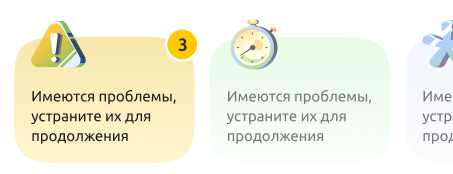 3
Имеются проблемы,
устраните их для
продолжения
Имеются проблемы,
устраните их для
продолжения